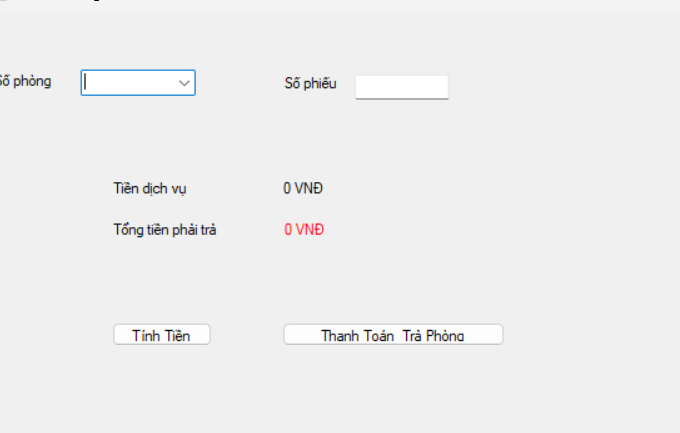 Số phòng
Số phiếu
Tiền dịch vụ 0 VNĐ
Tổng tiền phải trả 0 VNĐ
Tính Tiền
Thanh Toán Trả Phòng